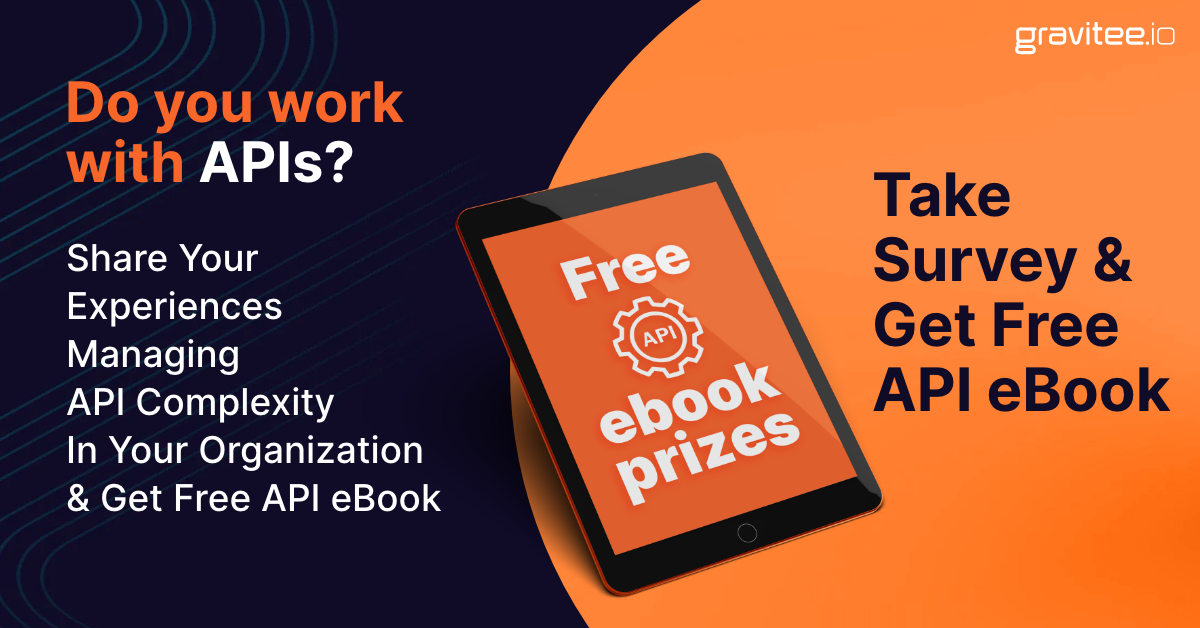 gravitee.io
Do you work
with APIs?
Share Your
Experiences
Managing
API Complexity
In Your Organization
& Get Free API eBook
Free
API
ebook
prizes
Take
Survey &
Get Free
API eBook